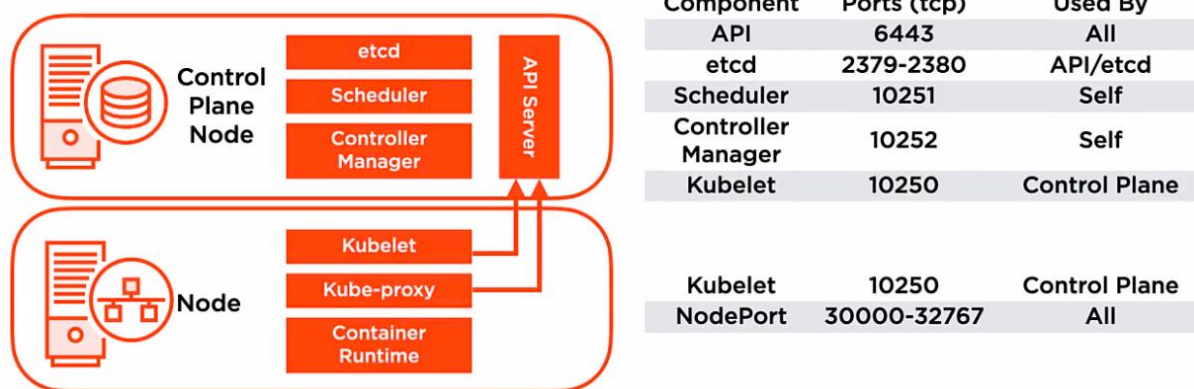 Control
Plane
Node
etcd
Scheduler
Controller
Manager
API Server
Node
Kubelet
Kube-proxy
Container
Runtime
Component Ports (tcp) Used By
API 6443 All
etcd 2379-2380 API/etcd
Scheduler 10251 Self
Controller
Manager 10252 Self
Kubelet 10250 Control Plane
Kubelet 10250 Control Plane
NodePort 30000-32767 All